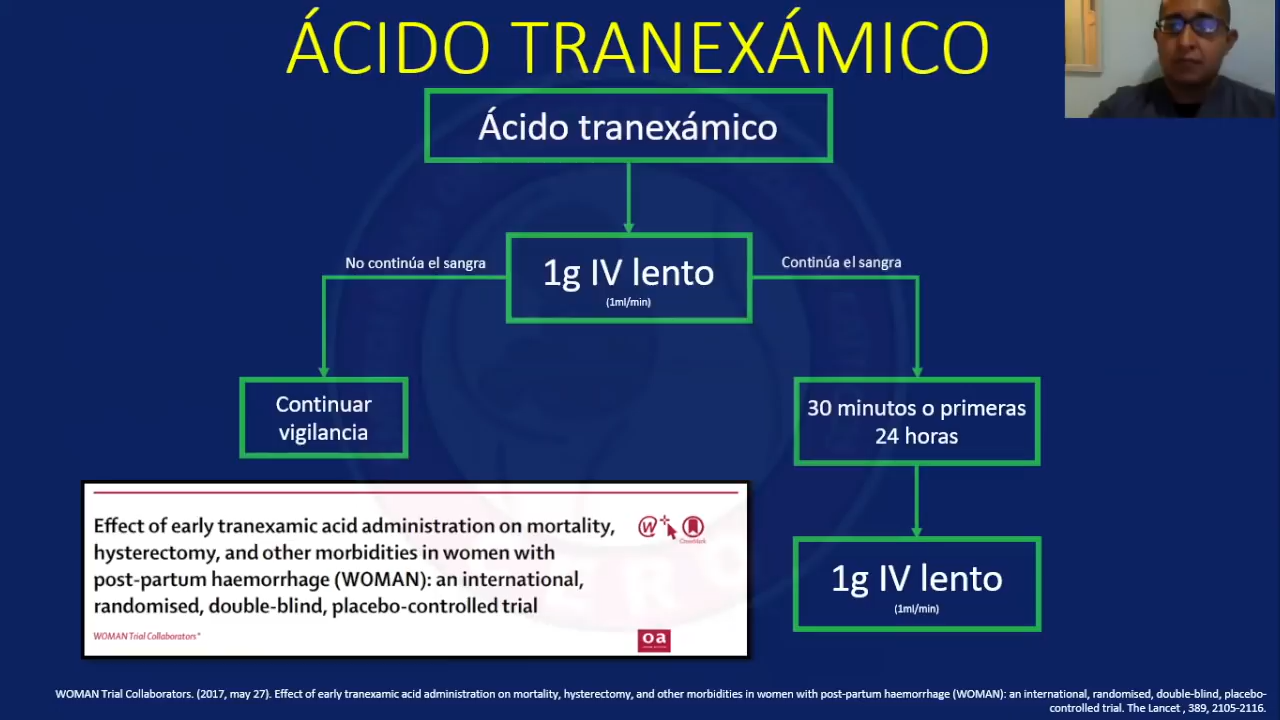 ÁCIDO TRANEXÁMICO
Ácido tranexámico
No continúa el sangra
1g IV lento
(1ml/min)
Continúa el sangra
Continuar
vigilancia
30 minutos o primeras
24 horas
1g IV lento
(1ml/min)
Effect of early tranexamic acid administration on mortality,
hysterectomy, and other morbidities in women with
post-partum haemorrhage (WOMAN): an international,
randomised, double-blind, placebo-controlled trial
CrossMark
WOMAN Trial Collaborators*
oa
WOMAN Trial Collaborators. (2017, may 27). Effect of early tranexamic acid administration on mortality, hysterectomy, and other morbidities in women with post-partum haemorrhage (WOMAN): an international, randomised, double-blind, placebo-
controlled trial. The Lancet , 389, 2105-2116.